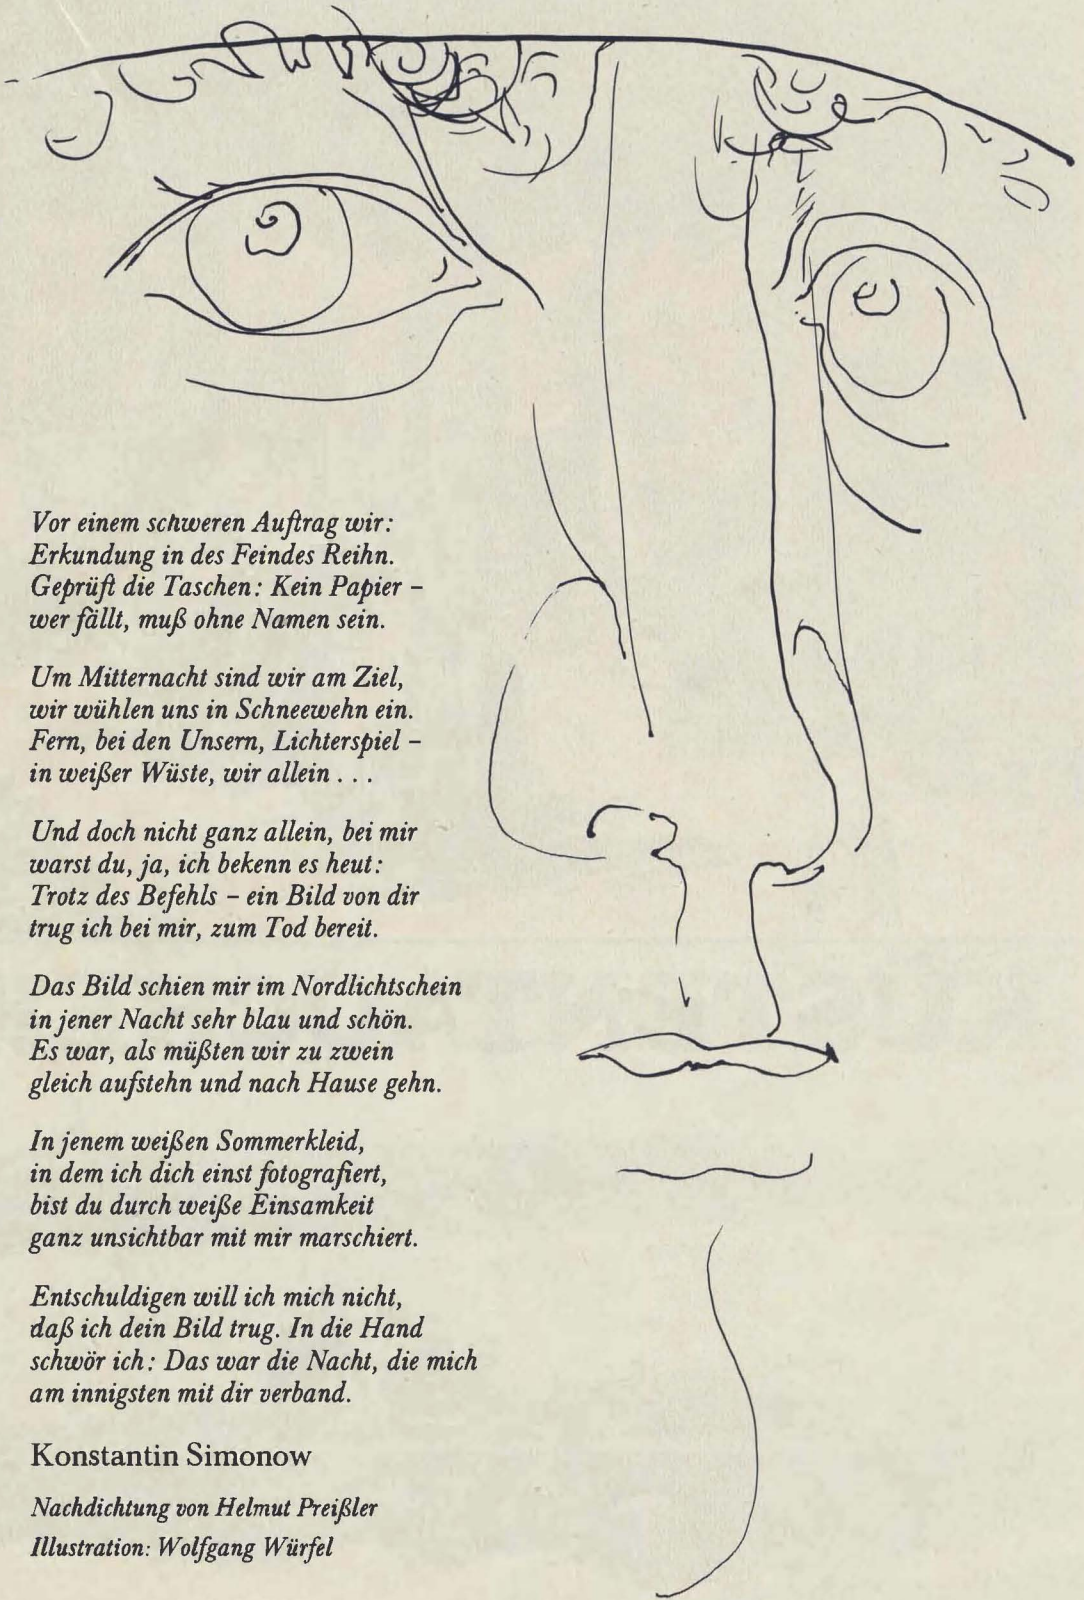 Vor einem schweren Auftrag wir:
Erkundung in des Feindes Reihn.
Geprüft die Taschen: Kein Papier –
wer fällt, muß ohne Namen sein.

Um Mitternacht sind wir am Ziel,
wir wühlen uns in Schneewehn ein.
Fern, bei den Unsern, Lichterspiel –
in weißer Wüste, wir allein . . .

Und doch nicht ganz allein, bei mir
warst du, ja, ich bekenn es heut:
Trotz des Befehls – ein Bild von dir
trug ich bei mir, zum Tod bereit.

Das Bild schien mir im Nordlichtschein
in jener Nacht sehr blau und schön.
Es war, als müßten wir zu zwein
gleich aufstehn und nach Hause gehn.

In jenem weißen Sommerkleid,
in dem ich dich einst fotografiert,
bist du durch weiße Einsamkeit
ganz unsichtbar mit mir marschiert.

Entschuldigen will ich mich nicht,
daß ich dein Bild trug. In die Hand
schwör ich: Das war die Nacht, die mich
am innigsten mit dir verband.

Konstantin Simonow
Nachdichtung von Helmut Preißler
Illustration: Wolfgang Würfel